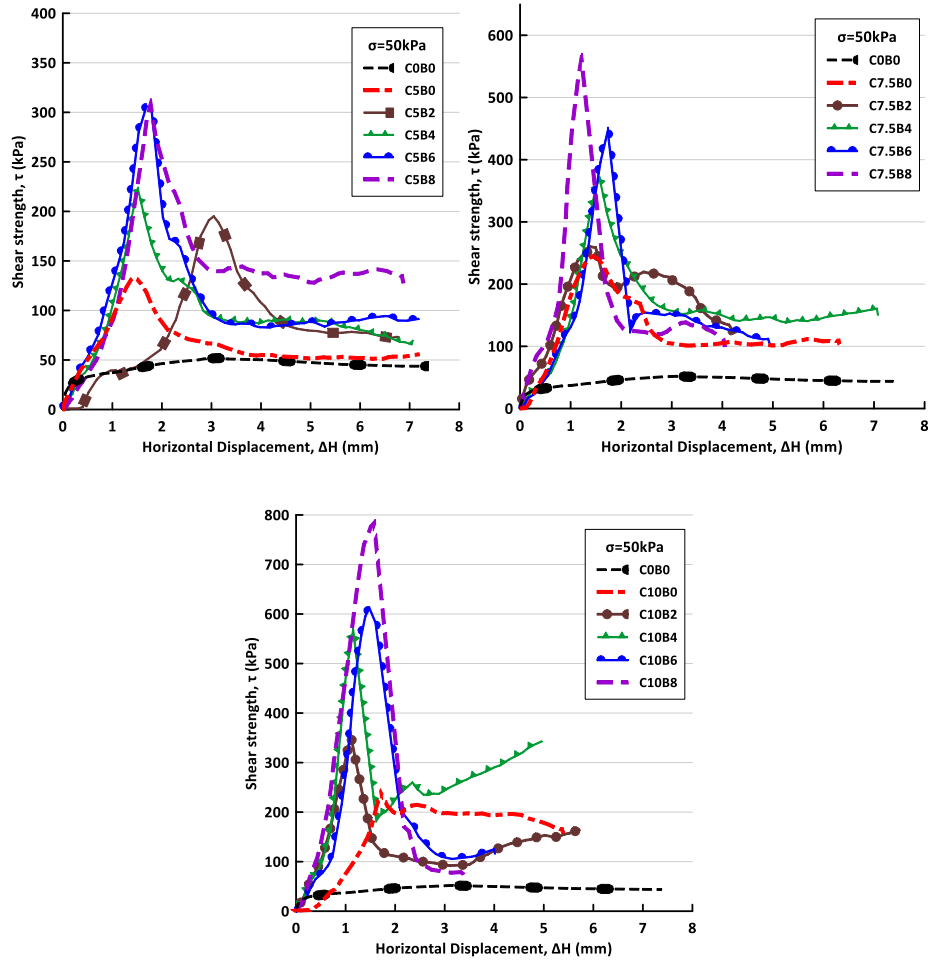 400
350
300
250
200
150
100
50
0
Shear strength, τ (kPa)
0 1 2 3 4 5 6 7 8
Horizontal Displacement, ΔH (mm)
σ=50kPa
C0B0
C5B0
C5B2
C5B4
C5B6
C5B8
600
500
400
300
200
100
0
Shear strength, τ (kPa)
0 1 2 3 4 5 6 7 8
Horizontal Displacement, ΔH (mm)
σ=50kPa
C0B0
C7.5B0
C7.5B2
C7.5B4
C7.5B6
C7.5B8
800
700
600
500
400
300
200
100
0
Shear strength, τ (kPa)
0 1 2 3 4 5 6 7 8
Horizontal Displacement, ΔH (mm)
σ=50kPa
C0B0
C10B0
C10B2
C10B4
C10B6
C10B8